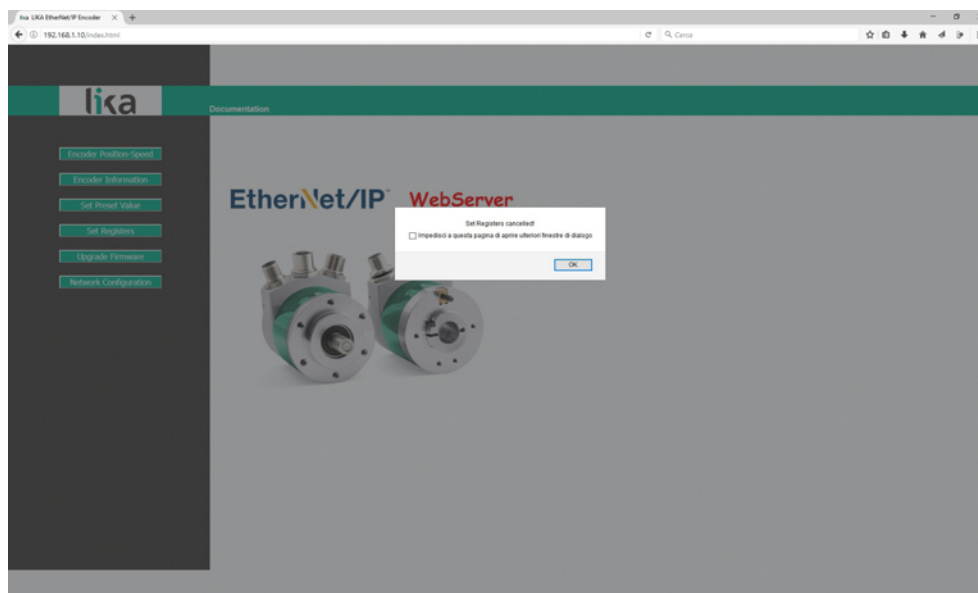 lika LIKA EtherNet/IP Encoder
192.168.1.10/index.html
Cerca
lika
Documentation
Encoder Position-Speed
Encoder Information
Set Preset Value
Set Registers
Upgrade Firmware
Network Configuration
EtherNet/IP™ WebServer
Set Registers cancelled!
Impedisci a questa pagina di aprire ulteriori finestre di dialogo
OK